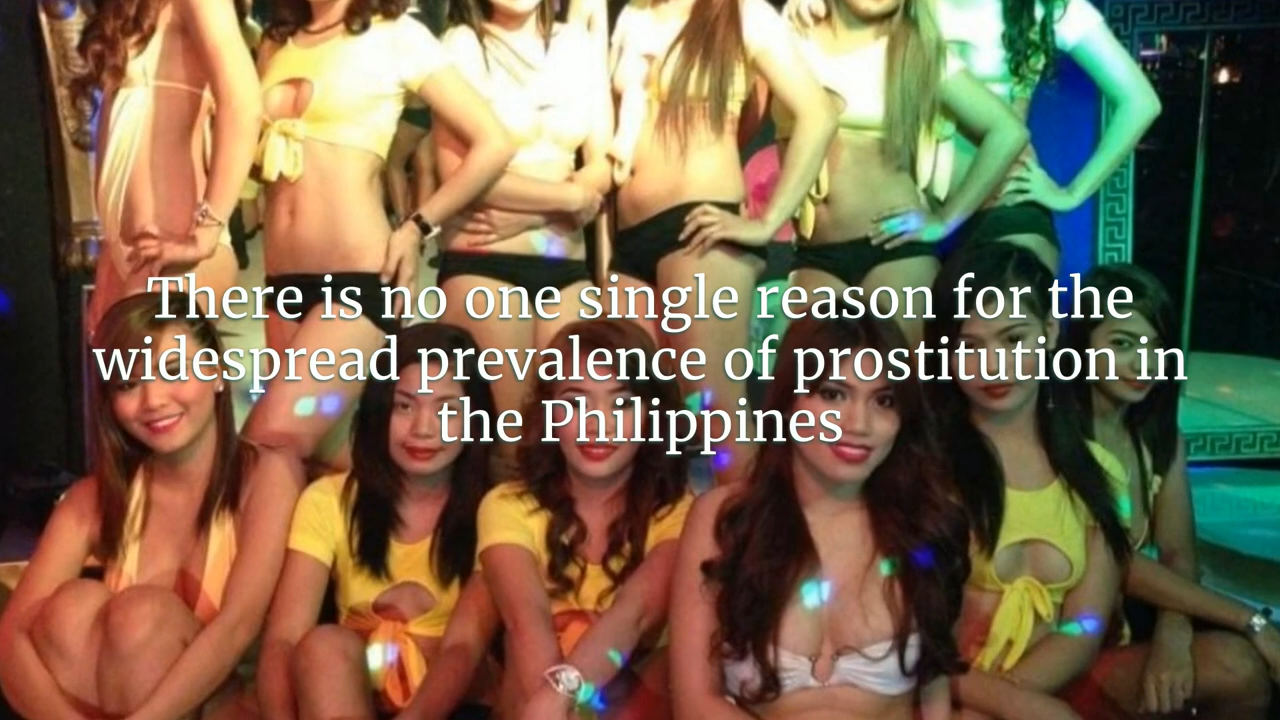 There is no one single reason for the
widespread prevalence of prostitution in
the Philippines